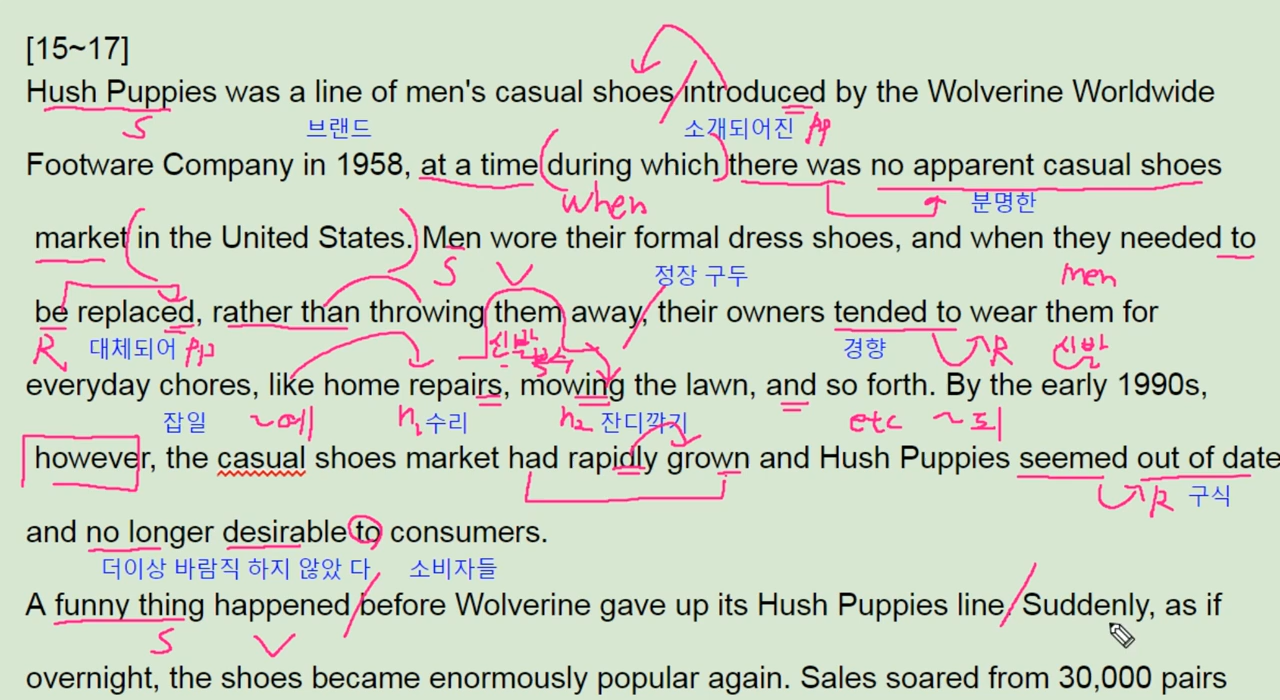 [15~17]
Hush Puppies was a line of men's casual shoes introduced by the Wolverine Worldwide
S 브랜드 소개되어진 pp
Footware Company in 1958, at a time during which there was no apparent casual shoes
when 분명한
market in the United States. Men wore their formal dress shoes, and when they needed to
S V 정장 구두 men
be replaced, rather than throwing them away, their owners tended to wear them for
R 대체되어 pp 신발 경향 R 신발
everyday chores, like home repairs, mowing the lawn, and so forth. By the early 1990s,
잡일 ~예 n₁ 수리 n₂ 잔디깎기 etc ~되
however, the casual shoes market had rapidly grown and Hush Puppies seemed out of date
R 구식
and no longer desirable to consumers.
더이상 바람직 하지 않았 다 소비자들
A funny thing happened before Wolverine gave up its Hush Puppies line. Suddenly, as if
S V
overnight, the shoes became enormously popular again. Sales soared from 30,000 pairs